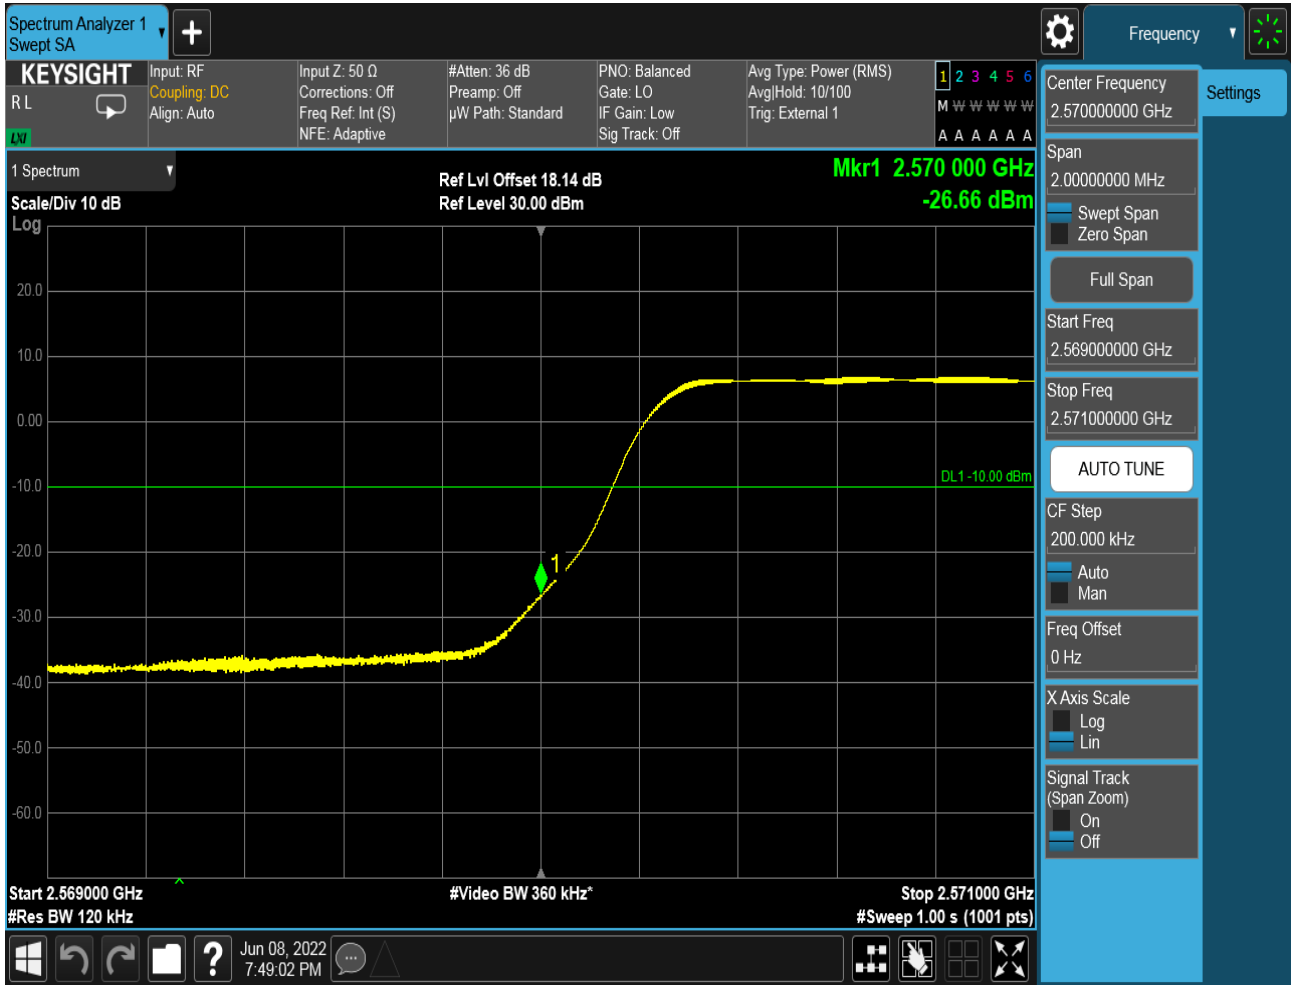 Spectrum Analyzer 1
Swept SA
Frequency
KEYSIGHT
R L
LXI
Input: RF
Coupling: DC
Align: Auto
Input Z: 50 Ω
Corrections: Off
Freq Ref: Int (S)
NFE: Adaptive
#Atten: 36 dB
Preamp: Off
µW Path: Standard
PNO: Balanced
Gate: LO
IF Gain: Low
Sig Track: Off
Avg Type: Power (RMS)
Avg|Hold: 10/100
Trig: External 1
1 2 3 4 5 6
M W W W W W
A A A A A A
1 Spectrum
Scale/Div 10 dB
Log
Ref Lvl Offset 18.14 dB
Ref Level 30.00 dBm
Mkr1 2.570 000 GHz
-26.66 dBm
20.0
10.0
0.00
-10.0
-20.0
-30.0
-40.0
-50.0
-60.0
DL1 -10.00 dBm
1
Start 2.569000 GHz
#Res BW 120 kHz
#Video BW 360 kHz*
Stop 2.571000 GHz
#Sweep 1.00 s (1001 pts)
Jun 08, 2022
7:49:02 PM
Center Frequency
2.570000000 GHz
Settings
Span
2.00000000 MHz
Swept Span
Zero Span
Full Span
Start Freq
2.569000000 GHz
Stop Freq
2.571000000 GHz
AUTO TUNE
CF Step
200.000 kHz
Auto
Man
Freq Offset
0 Hz
X Axis Scale
Log
Lin
Signal Track
(Span Zoom)
On
Off